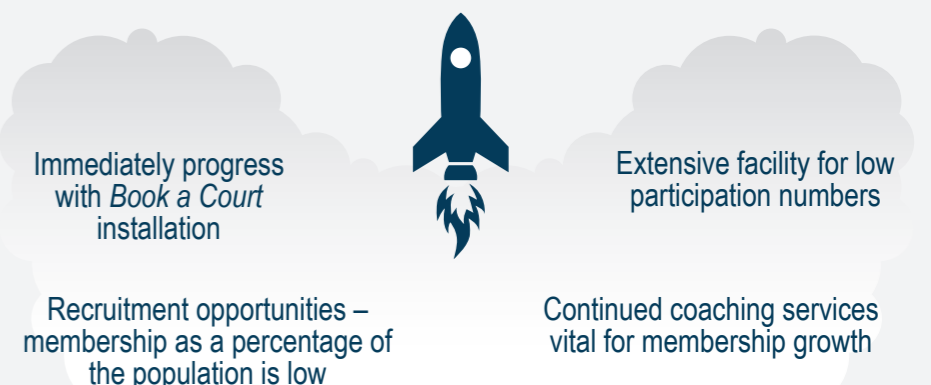 Immediately progress
with Book a Court
installation
Extensive facility for low
participation numbers
Recruitment opportunities –
membership as a percentage of
the population is low
Continued coaching services
vital for membership growth